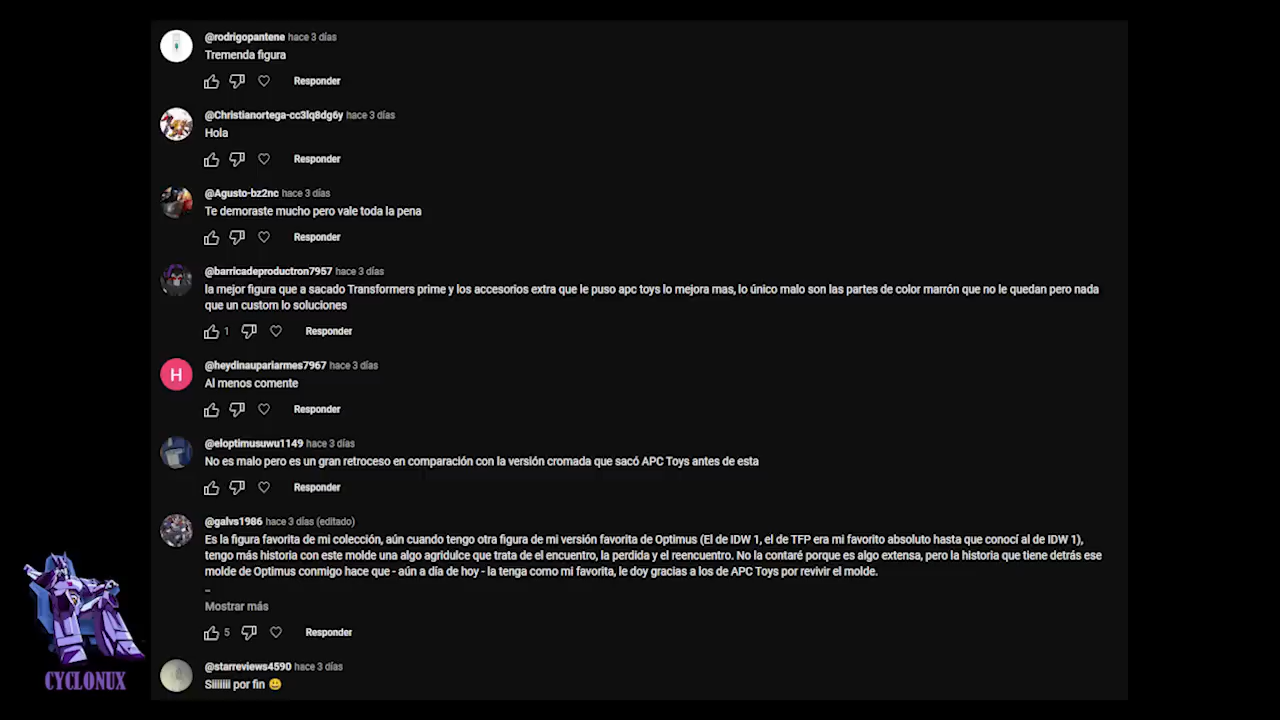 @rodrigopantene hace 3 días
Tremenda figura
Responder
@Christianortega-cc3lq8dg6y hace 3 días
Hola
Responder
@Agusto-bz2nc hace 3 días
Te demoraste mucho pero vale toda la pena
Responder
@barricadeproductron7957 hace 3 días
la mejor figura que a sacado Transformers prime y los accesorios extra que le puso apc toys lo mejora mas, lo único malo son las partes de color marrón que no le quedan pero nada
que un custom lo soluciones
1 Responder
H
@heydinaupariarmes7967 hace 3 días
Al menos comente
Responder
@eloptimusuwu1149 hace 3 días
No es malo pero es un gran retroceso en comparación con la versión cromada que sacó APC Toys antes de esta
Responder
@galvs1986 hace 3 días (editado)
Es la figura favorita de mi colección, aún cuando tengo otra figura de mi versión favorita de Optimus (El de IDW 1, el de TFP era mi favorito absoluto hasta que conocí al de IDW 1),
tengo más historia con este molde una algo agridulce que trata de el encuentro, la perdida y el reencuentro. No la contaré porque es algo extensa, pero la historia que tiene detrás ese
molde de Optimus conmigo hace que - aún a día de hoy - la tenga como mi favorita, le doy gracias a los de APC Toys por revivir el molde.
_
Mostrar más
5 Responder
@starreviews4590 hace 3 días
Siiiiiii por fin 😀
CYCLONUX